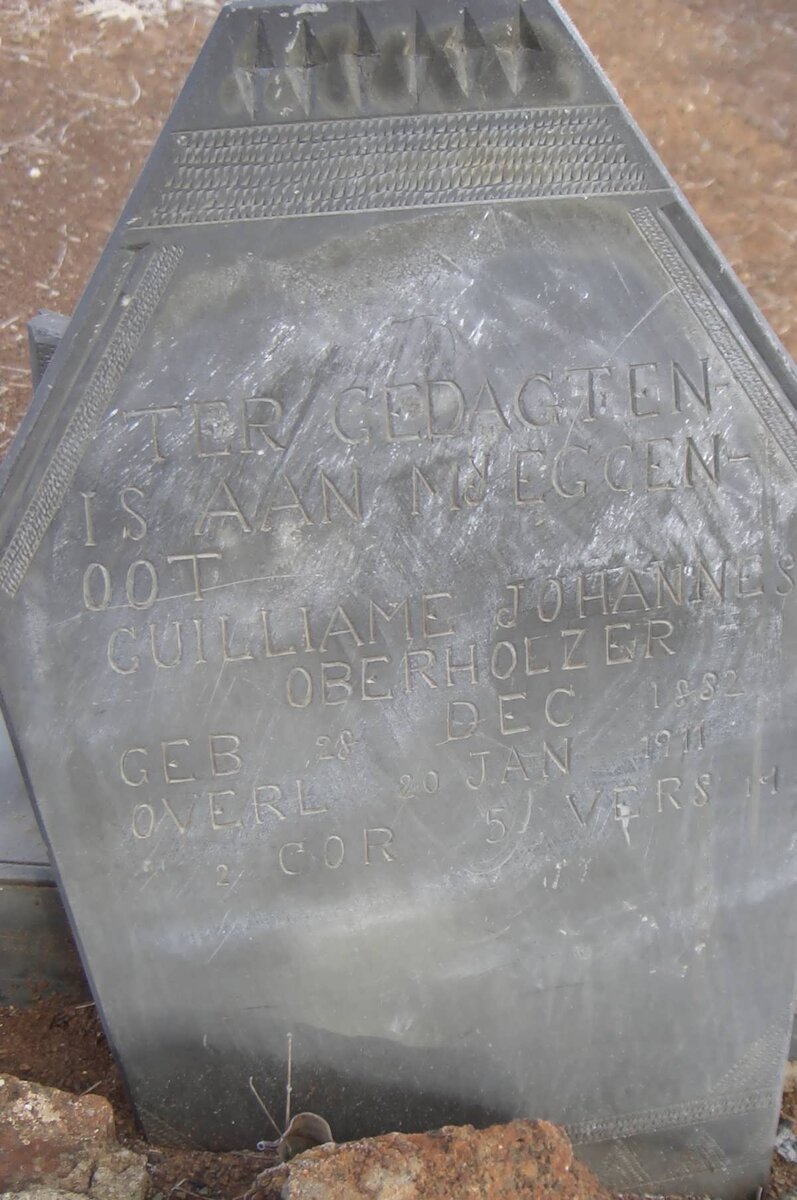 TER GEDAGTEN-
IS AAN MY EGGEN-
OOT
GUILLIAME JOHANNES
OBERHOLZER
GEB 28 DEC 1882
OVERL 20 JAN 1911
2 COR 5 VERS